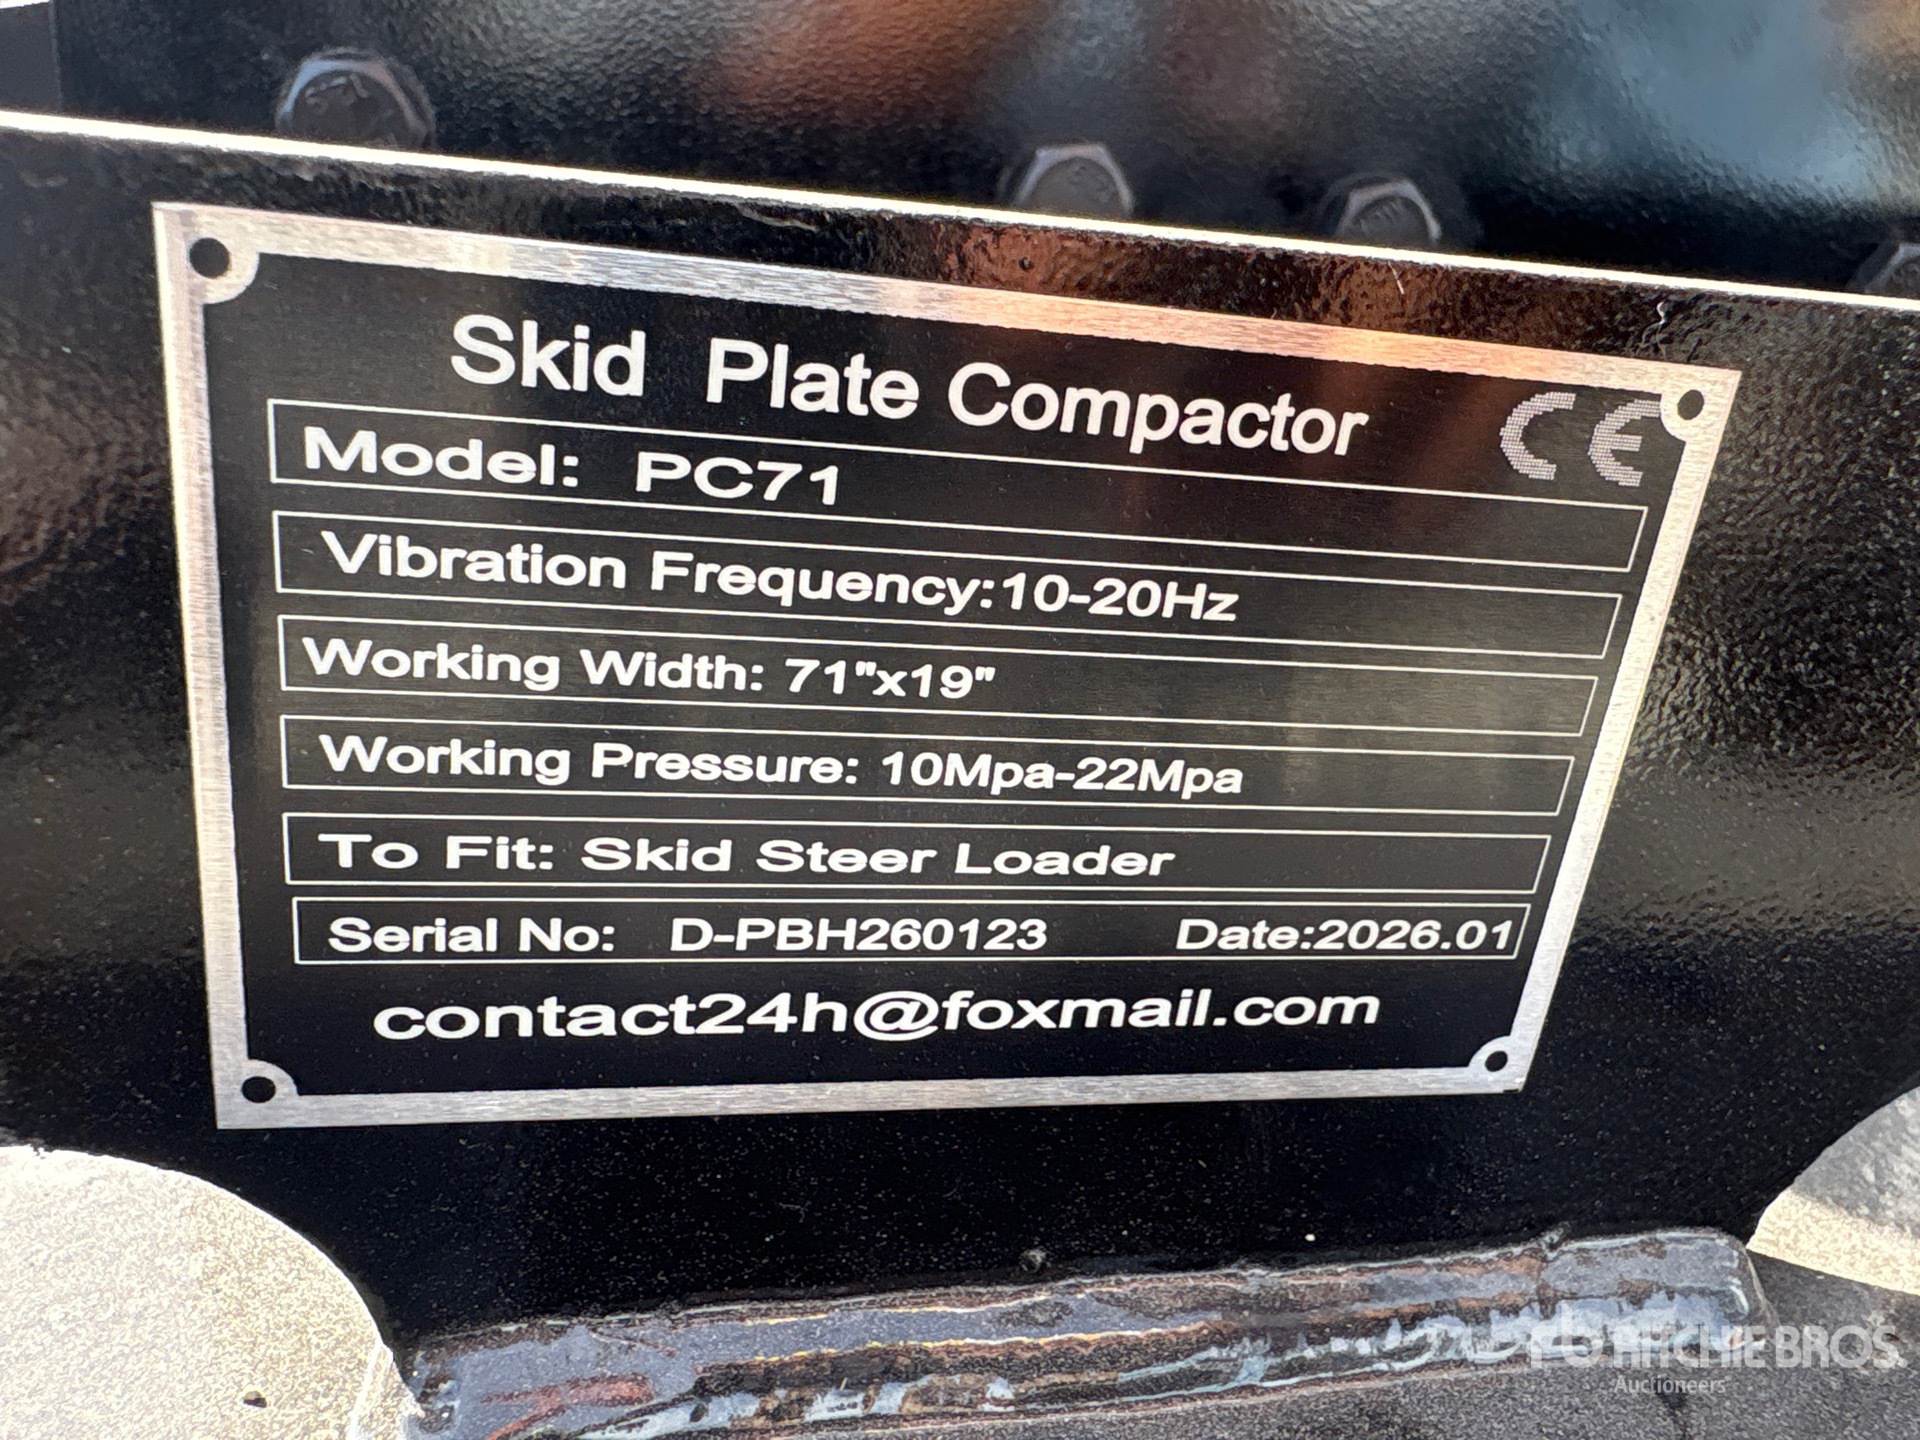 Skid Plate Compactor
CE
Model: PC71
Vibration Frequency:10-20Hz
Working Width: 71"x19"
Working Pressure: 10Mpa-22Mpa
To Fit: Skid Steer Loader
Serial No: D-PBH260123 Date:2026.01
contact24h@foxmail.com
rb RITCHIE BROS.
Auctioneers